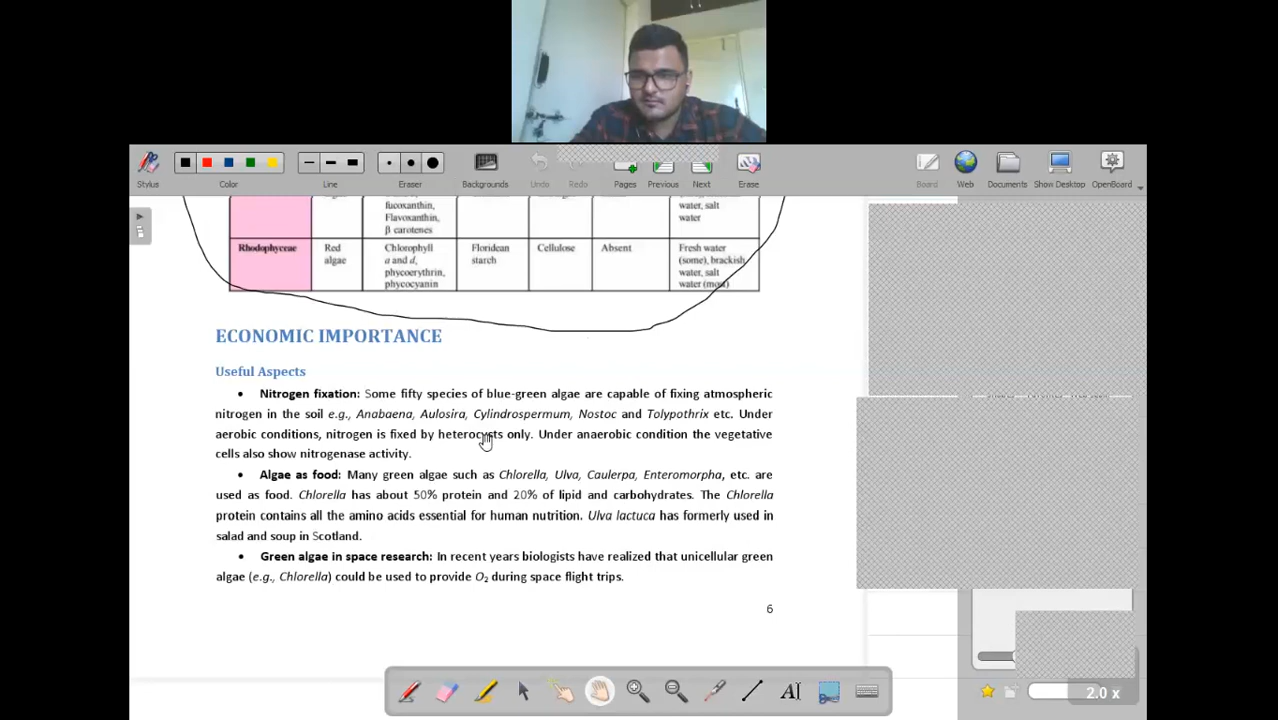 Stylus
Color
Line
Eraser
Backgrounds
Undo
Redo
Pages
Previous
Next
Erase
Board
Web
Documents
Show Desktop
OpenBoard
fucoxanthin,
Flavoxanthin,
β carotenes
water, salt
water
Rhodophyceae
Red
algae
Chlorophyll
a and d,
phycoerythrin,
phycocyanin
Floridean
starch
Cellulose
Absent
Fresh water
(some), brackish
water, salt
water (most)
ECONOMIC IMPORTANCE
Useful Aspects
• Nitrogen fixation: Some fifty species of blue-green algae are capable of fixing atmospheric
nitrogen in the soil e.g., Anabaena, Aulosira, Cylindrospermum, Nostoc and Tolypothrix etc. Under
aerobic conditions, nitrogen is fixed by heterocysts only. Under anaerobic condition the vegetative
cells also show nitrogenase activity.
• Algae as food: Many green algae such as Chlorella, Ulva, Caulerpa, Enteromorpha, etc. are
used as food. Chlorella has about 50% protein and 20% of lipid and carbohydrates. The Chlorella
protein contains all the amino acids essential for human nutrition. Ulva lactuca has formerly used in
salad and soup in Scotland.
• Green algae in space research: In recent years biologists have realized that unicellular green
algae (e.g., Chlorella) could be used to provide O₂ during space flight trips.
6
2.0 x